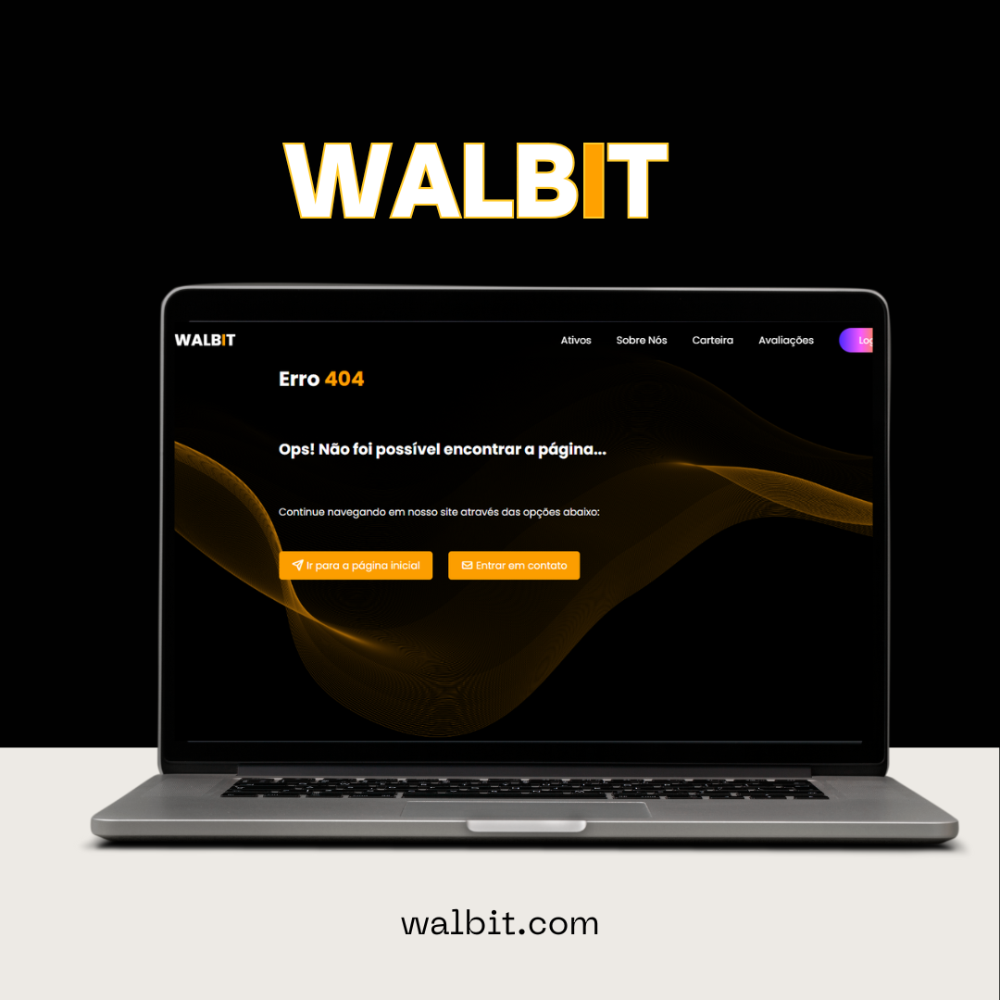 WALBIT
WALBIT Ativos Sobre Nós Carteira Avaliações
Erro 404
Ops! Não foi possível encontrar a página...
Continue navegando em nosso site através das opções abaixo:
Ir para a página inicial Entrar em contato
walbit.com